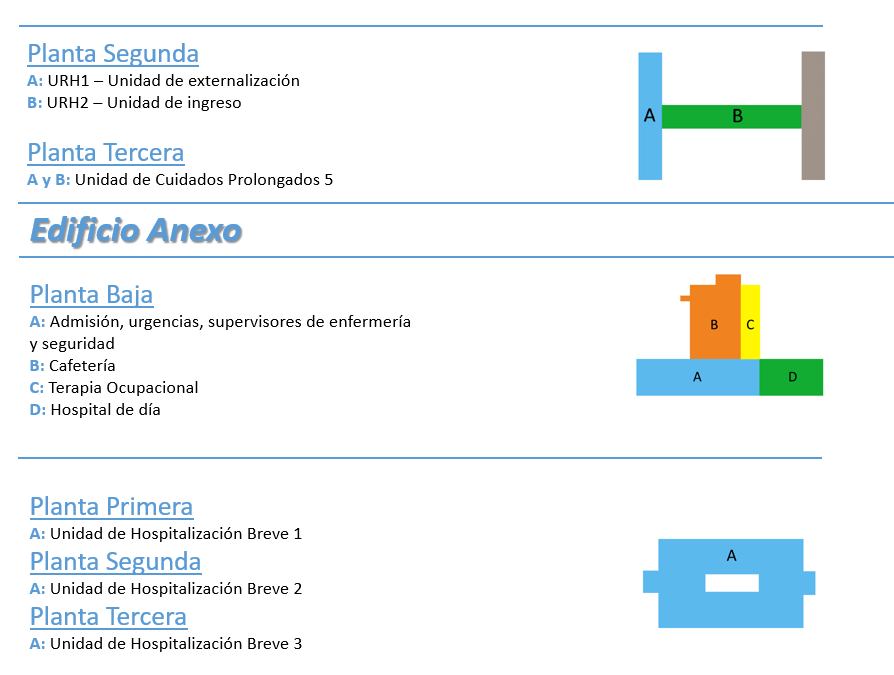 Planta Segunda
A: URH1 – Unidad de externalización
B: URH2 – Unidad de ingreso
A
B
Planta Tercera
A y B: Unidad de Cuidados Prolongados 5
Edificio Anexo
Planta Baja
A: Admisión, urgencias, supervisores de enfermería
y seguridad
B: Cafetería
C: Terapia Ocupacional
D: Hospital de día
B
C
A
D
Planta Primera
A: Unidad de Hospitalización Breve 1
Planta Segunda
A: Unidad de Hospitalización Breve 2
Planta Tercera
A: Unidad de Hospitalización Breve 3
A